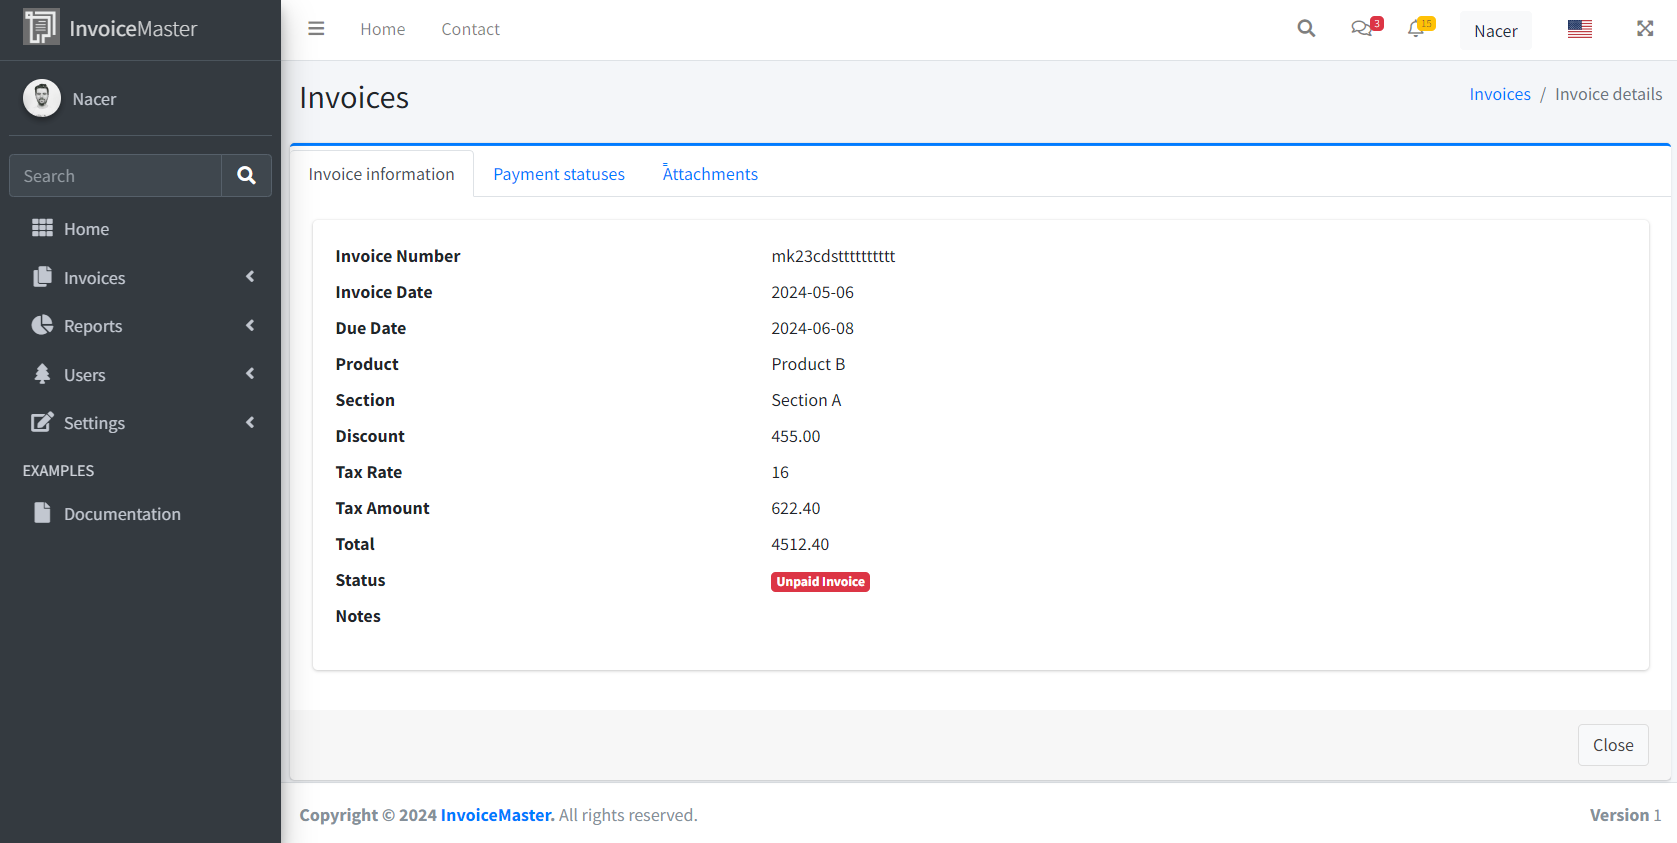 InvoiceMaster
Home
Contact
3
15
Nacer
Nacer
Search
Home
Invoices
Reports
Users
Settings
EXAMPLES
Documentation
Invoices
Invoices / Invoice details
Invoice information
Payment statuses
Attachments
Invoice Number mk23cdstttttttttt
Invoice Date 2024-05-06
Due Date 2024-06-08
Product Product B
Section Section A
Discount 455.00
Tax Rate 16
Tax Amount 622.40
Total 4512.40
Status Unpaid Invoice
Notes
Close
Copyright © 2024 InvoiceMaster. All rights reserved.
Version 1